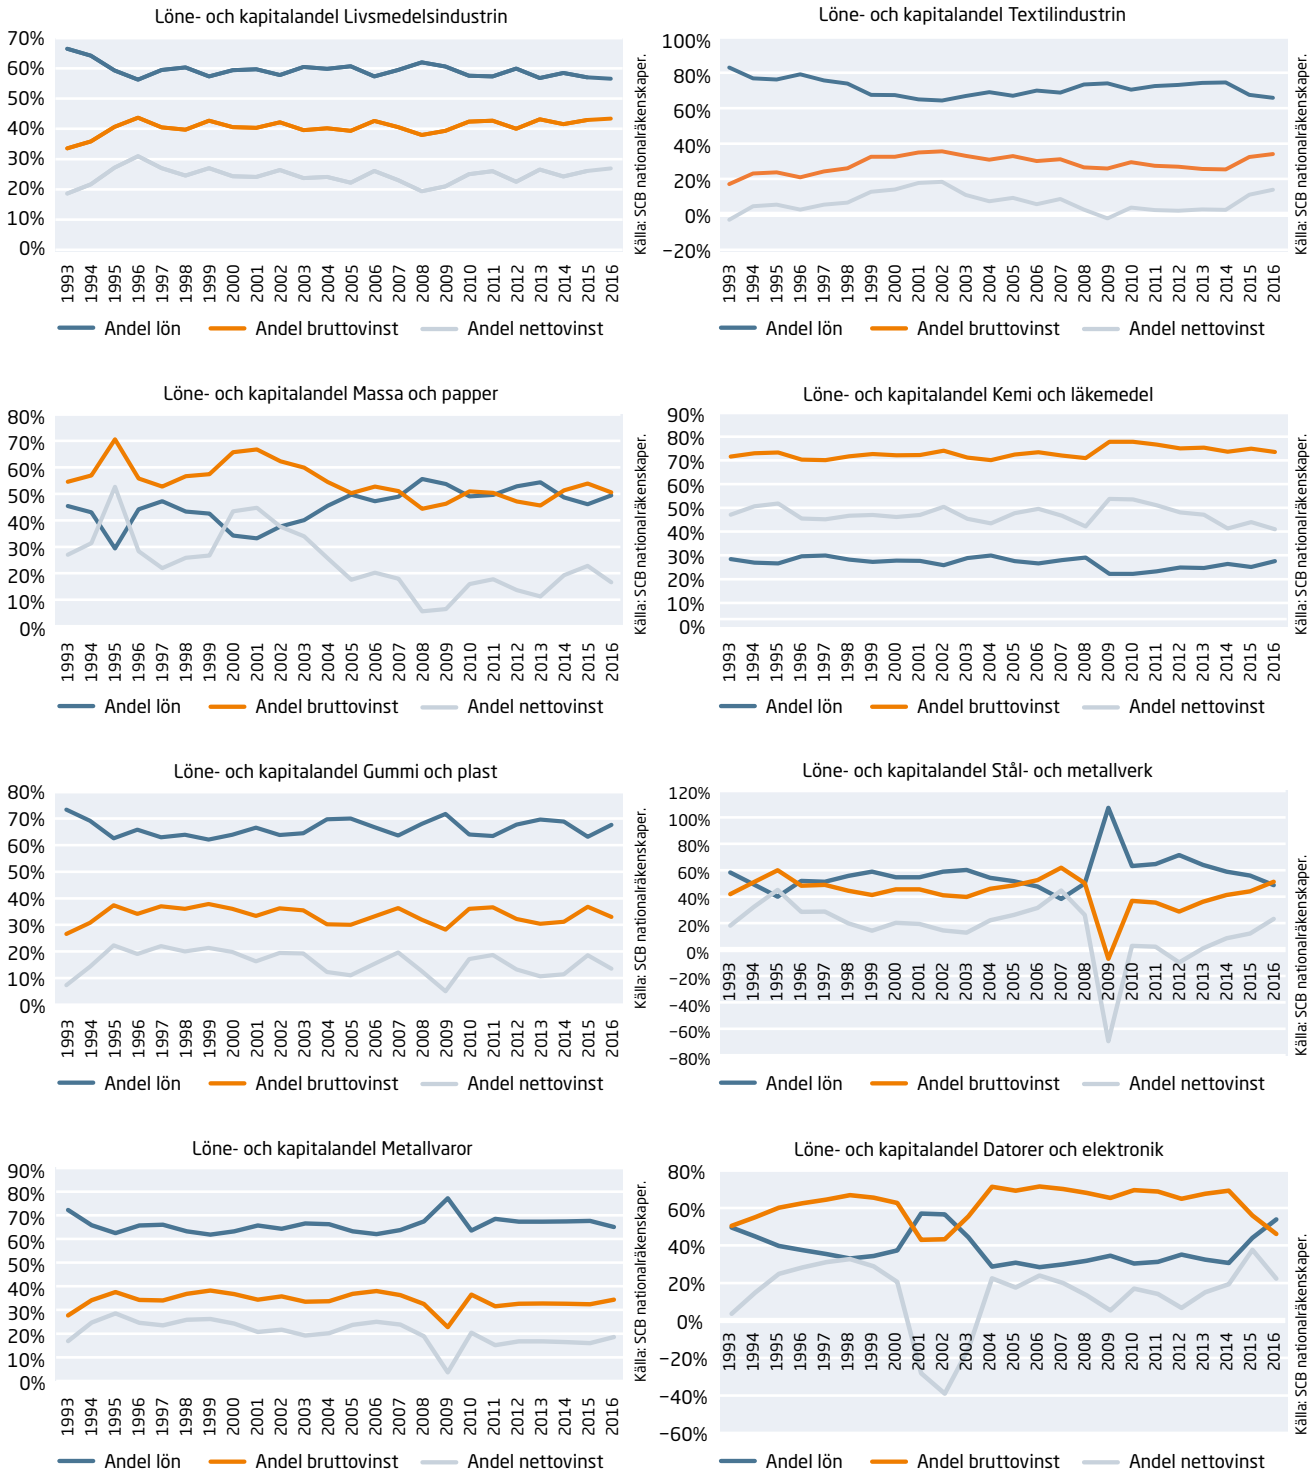 Löne- och kapitalandel Livsmedelsindustrin
70%
60%
50%
40%
30%
20%
10%
0%
1993 1994 1995 1996 1997 1998 1999 2000 2001 2002 2003 2004 2005 2006 2007 2008 2009 2010 2011 2012 2013 2014 2015 2016
Källa: SCB nationalräkenskaper.
Andel lön Andel bruttovinst Andel nettovinst
Löne- och kapitalandel Textilindustrin
100%
80%
60%
40%
20%
0%
−20%
1993 1994 1995 1996 1997 1998 1999 2000 2001 2002 2003 2004 2005 2006 2007 2008 2009 2010 2011 2012 2013 2014 2015 2016
Källa: SCB nationalräkenskaper.
Andel lön Andel bruttovinst Andel nettovinst
Löne- och kapitalandel Massa och papper
80%
70%
60%
50%
40%
30%
20%
10%
0%
1993 1994 1995 1996 1997 1998 1999 2000 2001 2002 2003 2004 2005 2006 2007 2008 2009 2010 2011 2012 2013 2014 2015 2016
Källa: SCB nationalräkenskaper.
Andel lön Andel bruttovinst Andel nettovinst
Löne- och kapitalandel Kemi och läkemedel
90%
80%
70%
60%
50%
40%
30%
20%
10%
0%
1993 1994 1995 1996 1997 1998 1999 2000 2001 2002 2003 2004 2005 2006 2007 2008 2009 2010 2011 2012 2013 2014 2015 2016
Källa: SCB nationalräkenskaper.
Andel lön Andel bruttovinst Andel nettovinst
Löne- och kapitalandel Gummi och plast
80%
70%
60%
50%
40%
30%
20%
10%
0%
1993 1994 1995 1996 1997 1998 1999 2000 2001 2002 2003 2004 2005 2006 2007 2008 2009 2010 2011 2012 2013 2014 2015 2016
Källa: SCB nationalräkenskaper.
Andel lön Andel bruttovinst Andel nettovinst
Löne- och kapitalandel Stål- och metallverk
120%
100%
80%
60%
40%
20%
0%
−20%
−40%
−60%
−80%
1993 1994 1995 1996 1997 1998 1999 2000 2001 2002 2003 2004 2005 2006 2007 2008 2009 2010 2011 2012 2013 2014 2015 2016
Källa: SCB nationalräkenskaper.
Andel lön Andel bruttovinst Andel nettovinst
Löne- och kapitalandel Metallvaror
90%
80%
70%
60%
50%
40%
30%
20%
10%
0%
1993 1994 1995 1996 1997 1998 1999 2000 2001 2002 2003 2004 2005 2006 2007 2008 2009 2010 2011 2012 2013 2014 2015 2016
Källa: SCB nationalräkenskaper.
Andel lön Andel bruttovinst Andel nettovinst
Löne- och kapitalandel Datorer och elektronik
80%
60%
40%
20%
0%
−20%
−40%
−60%
1993 1994 1995 1996 1997 1998 1999 2000 2001 2002 2003 2004 2005 2006 2007 2008 2009 2010 2011 2012 2013 2014 2015 2016
Källa: SCB nationalräkenskaper.
Andel lön Andel bruttovinst Andel nettovinst